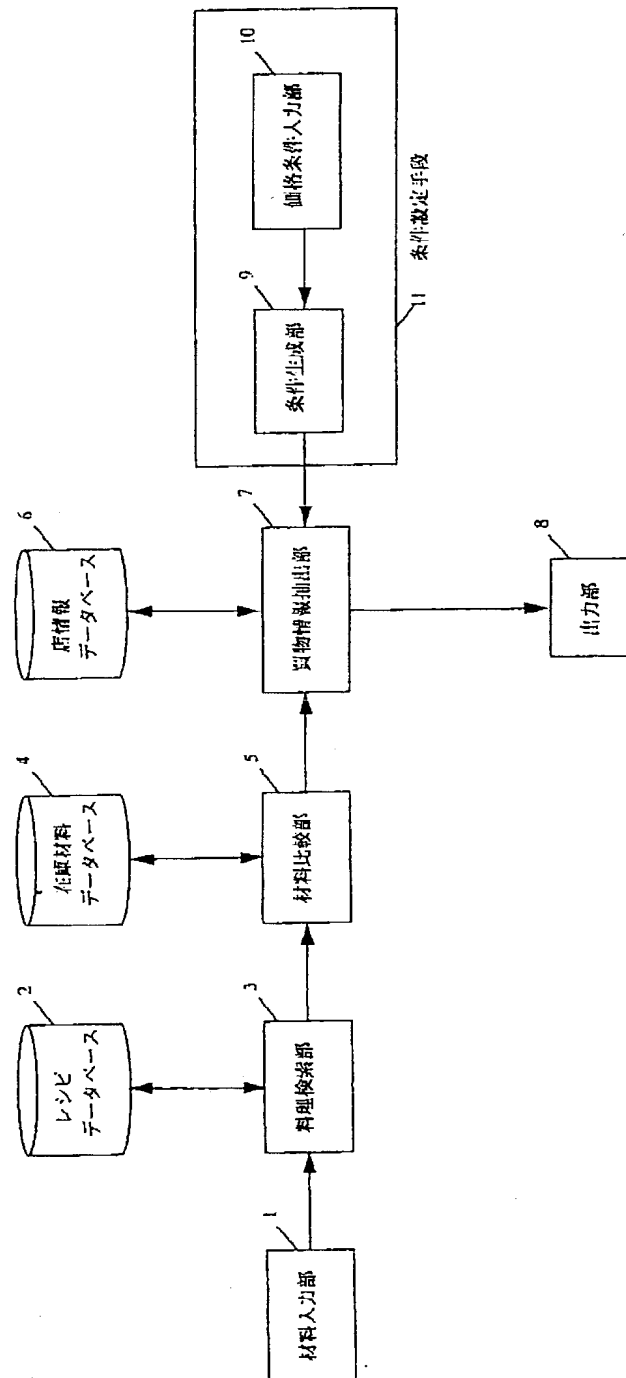 レシピ
データベース
2
在庫材料
データベース
4
店情報
データベース
6
材料入力部
1
料理検索部
3
材料比較部
5
買物情報抽出部
7
条件生成部
9
価格条件入力部
10
条件設定手段
11
出力部
8